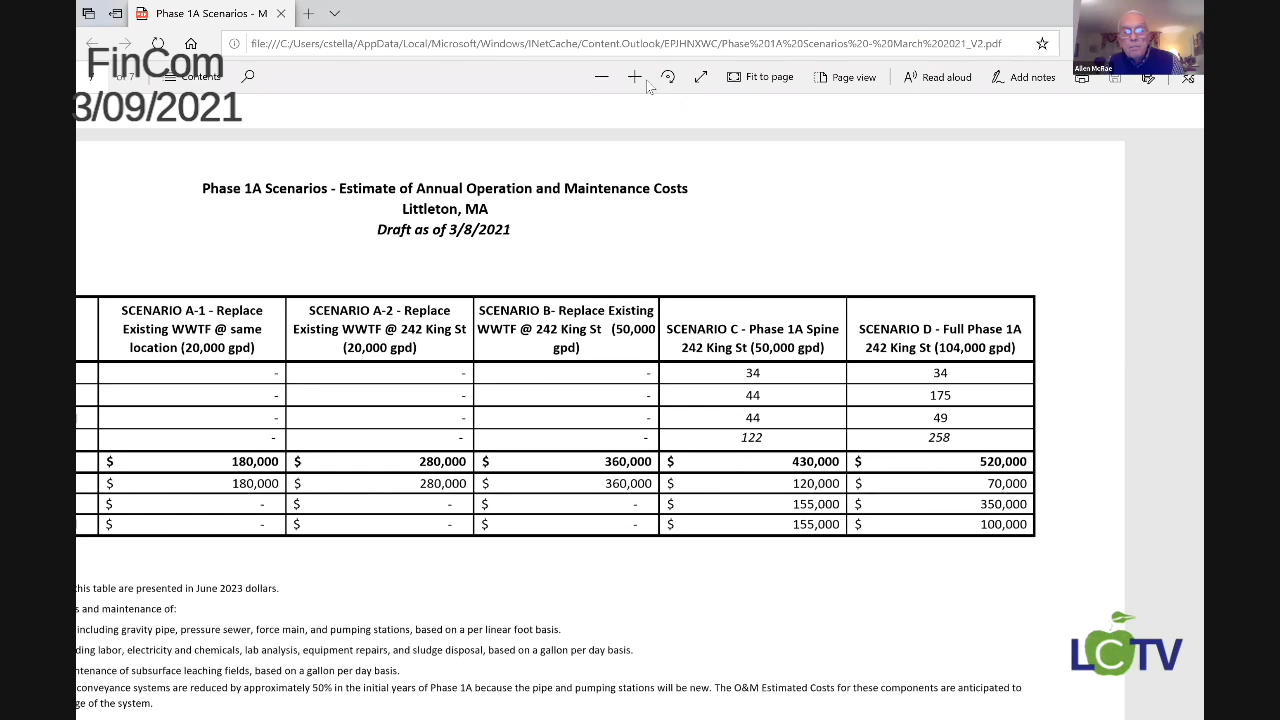 Phase 1A Scenarios - M
file:///C:/Users/cstella/AppData/Local/Microsoft/Windows/INetCache/Content.Outlook/EPJHNXWC/Phase%201A%20Scenarios%20-%20March%202021_V2.pdf
of 7 Contents Fit to page Page view Read aloud Add notes
Allen McRae
FinCom
3/09/2021
Phase 1A Scenarios - Estimate of Annual Operation and Maintenance Costs
Littleton, MA
Draft as of 3/8/2021
SCENARIO A-1 - Replace Existing WWTF @ same location (20,000 gpd) SCENARIO A-2 - Replace Existing WWTF @ 242 King St (20,000 gpd) SCENARIO B- Replace Existing WWTF @ 242 King St (50,000 gpd) SCENARIO C - Phase 1A Spine 242 King St (50,000 gpd) SCENARIO D - Full Phase 1A 242 King St (104,000 gpd)
- - - 34 34
- - - 44 175
- - - 44 49
- - - 122 258
$ 180,000 $ 280,000 $ 360,000 $ 430,000 $ 520,000
180,000 280,000 360,000 $ 120,000 $ 70,000
$ - $ - $ - $ 155,000 $ 350,000
$ - $ - $ - $ 155,000 $ 100,000
this table are presented in June 2023 dollars.
s and maintenance of:
including gravity pipe, pressure sewer, force main, and pumping stations, based on a per linear foot basis.
ding labor, electricity and chemicals, lab analysis, equipment repairs, and sludge disposal, based on a gallon per day basis.
ntenance of subsurface leaching fields, based on a gallon per day basis.
conveyance systems are reduced by approximately 50% in the initial years of Phase 1A because the pipe and pumping stations will be new. The O&M Estimated Costs for these components are anticipated to
ge of the system.
LCTV